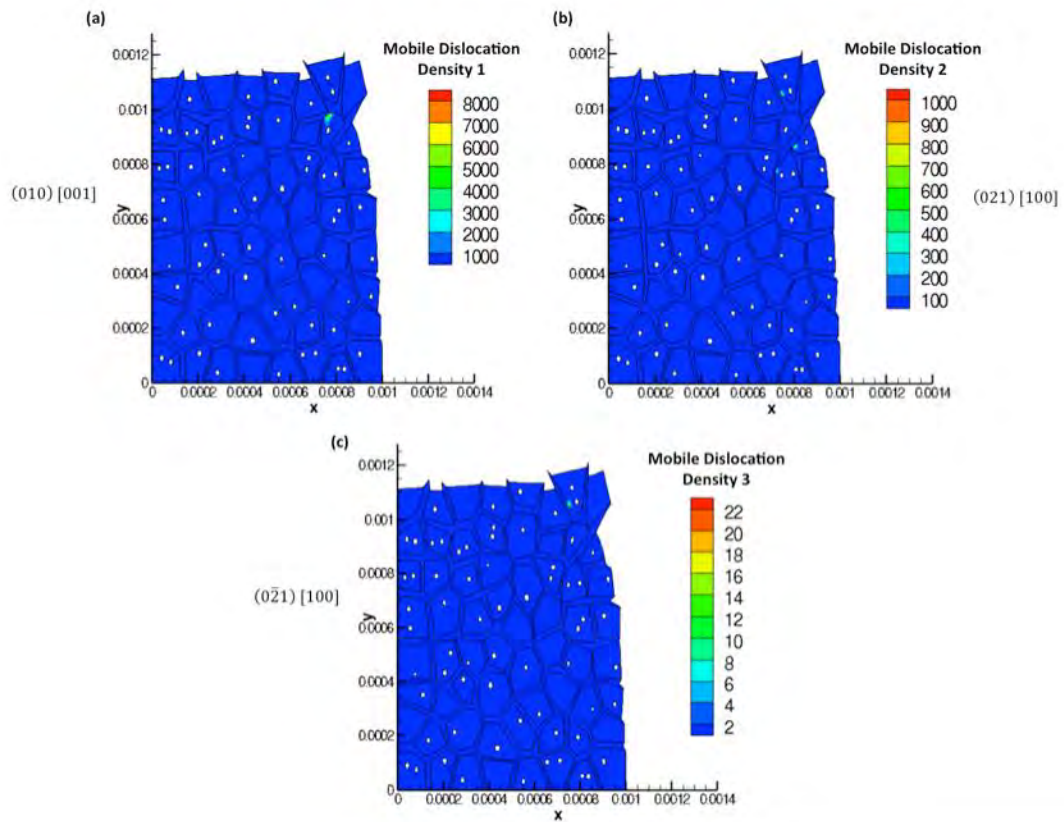 (a)
Mobile Dislocation
Density 1
0.0012
0.001
0.0008
0.0006
0.0004
0.0002
0
y
8000
7000
6000
5000
4000
3000
2000
1000
(010) [001]
0 0.0002 0.0004 0.0006 0.0008 0.001 0.0012 0.0014
x
(b)
Mobile Dislocation
Density 2
0.0012
0.001
0.0008
0.0006
0.0004
0.0002
0
y
1000
900
800
700
600
500
400
300
200
100
(021) [100]
0 0.0002 0.0004 0.0006 0.0008 0.001 0.0012 0.0014
x
(c)
Mobile Dislocation
Density 3
0.0012
0.001
0.0008
0.0006
0.0004
0.0002
0
y
22
20
18
16
14
12
10
8
6
4
2
(02̄1) [100]
0 0.0002 0.0004 0.0006 0.0008 0.001 0.0012 0.0014
x